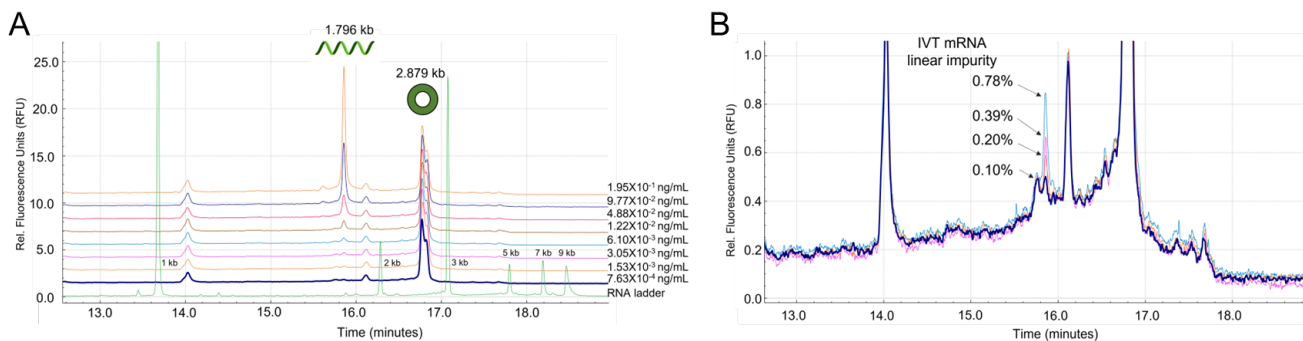 A
1.796 kb
2.879 kb
Rel. Fluorescence Units (RFU)
25.0
20.0
15.0
10.0
5.0
0.0
1.95X10⁻¹ ng/mL
9.77X10⁻² ng/mL
4.88X10⁻² ng/mL
1.22X10⁻² ng/mL
6.10X10⁻³ ng/mL
3.05X10⁻³ ng/mL
1.53X10⁻³ ng/mL
7.63X10⁻⁴ ng/mL
RNA ladder
1 kb
2 kb
3 kb
5 kb
7 kb
9 kb
13.0 14.0 15.0 16.0 17.0 18.0
Time (minutes)
B
IVT mRNA
linear impurity
0.78%
0.39%
0.20%
0.10%
Rel. Fluorescence Units (RFU)
1.0
0.8
0.6
0.4
0.2
0.0
13.0 14.0 15.0 16.0 17.0 18.0
Time (minutes)